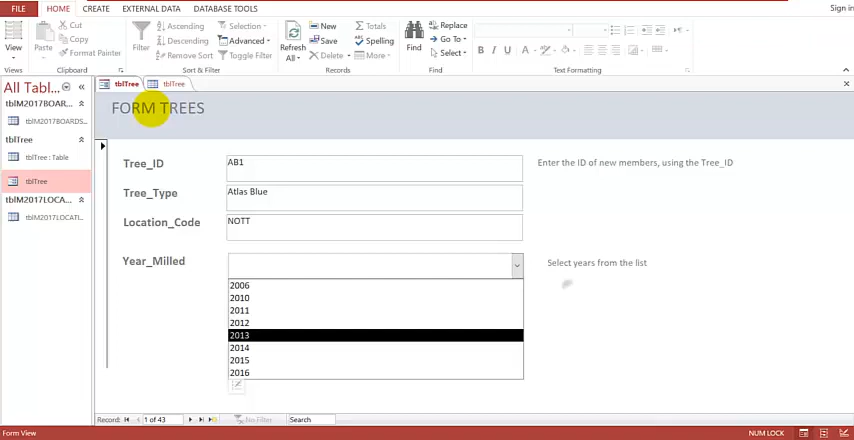 FILE HOME CREATE EXTERNAL DATA DATABASE TOOLS Sign in
View
Views
Paste
Cut
Copy
Format Painter
Clipboard
Filter
Ascending
Descending
Remove Sort
Selection
Advanced
Toggle Filter
Sort & Filter
Refresh
All
New
Save
Delete
Totals
Spelling
More
Records
Find
Replace
Go To
Select
Find
B I U A
Text Formatting
All Tabl...
tblM2017BOAR...
tblM2017BOARDS...
tblTree
tblTree : Table
tblTree
tblM2017LOCA...
tblM2017LOCATI...
tblTree tblTree
FORM TREES
Tree_ID AB1 Enter the ID of new members, using the Tree_ID
Tree_Type Atlas Blue
Location_Code NOTT
Year_Milled Select years from the list
2006
2010
2011
2012
2013
2014
2015
2016
Record: 1 of 43 No Filter Search
Form View NUM LOCK